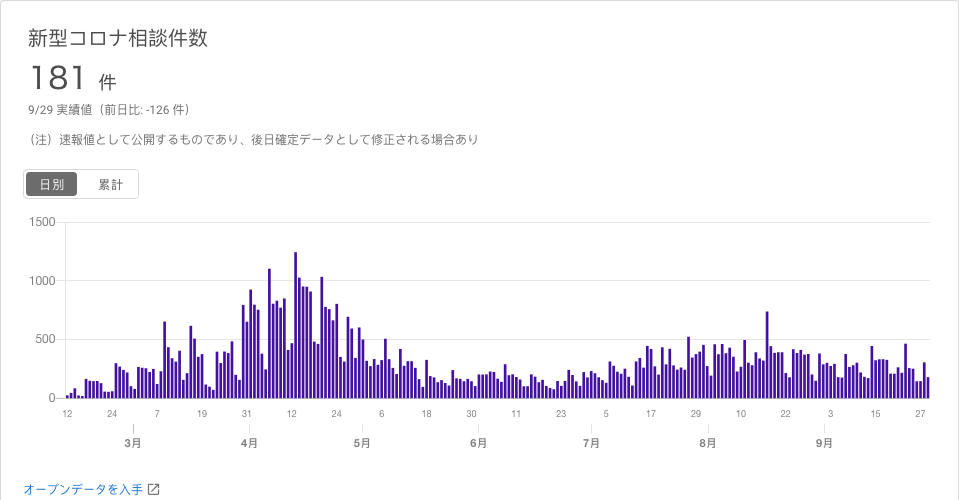 新型コロナ相談件数
181 件
9/29 実績値（前日比: -126 件）
（注）速報値として公開するものであり、後日確定データとして修正される場合あり
日別 累計
1500
1000
500
0
12 24 7 19 31 12 24 6 18 30 11 23 5 17 29 10 22 3 15 27
3月 4月 5月 6月 7月 8月 9月
オープンデータを入手